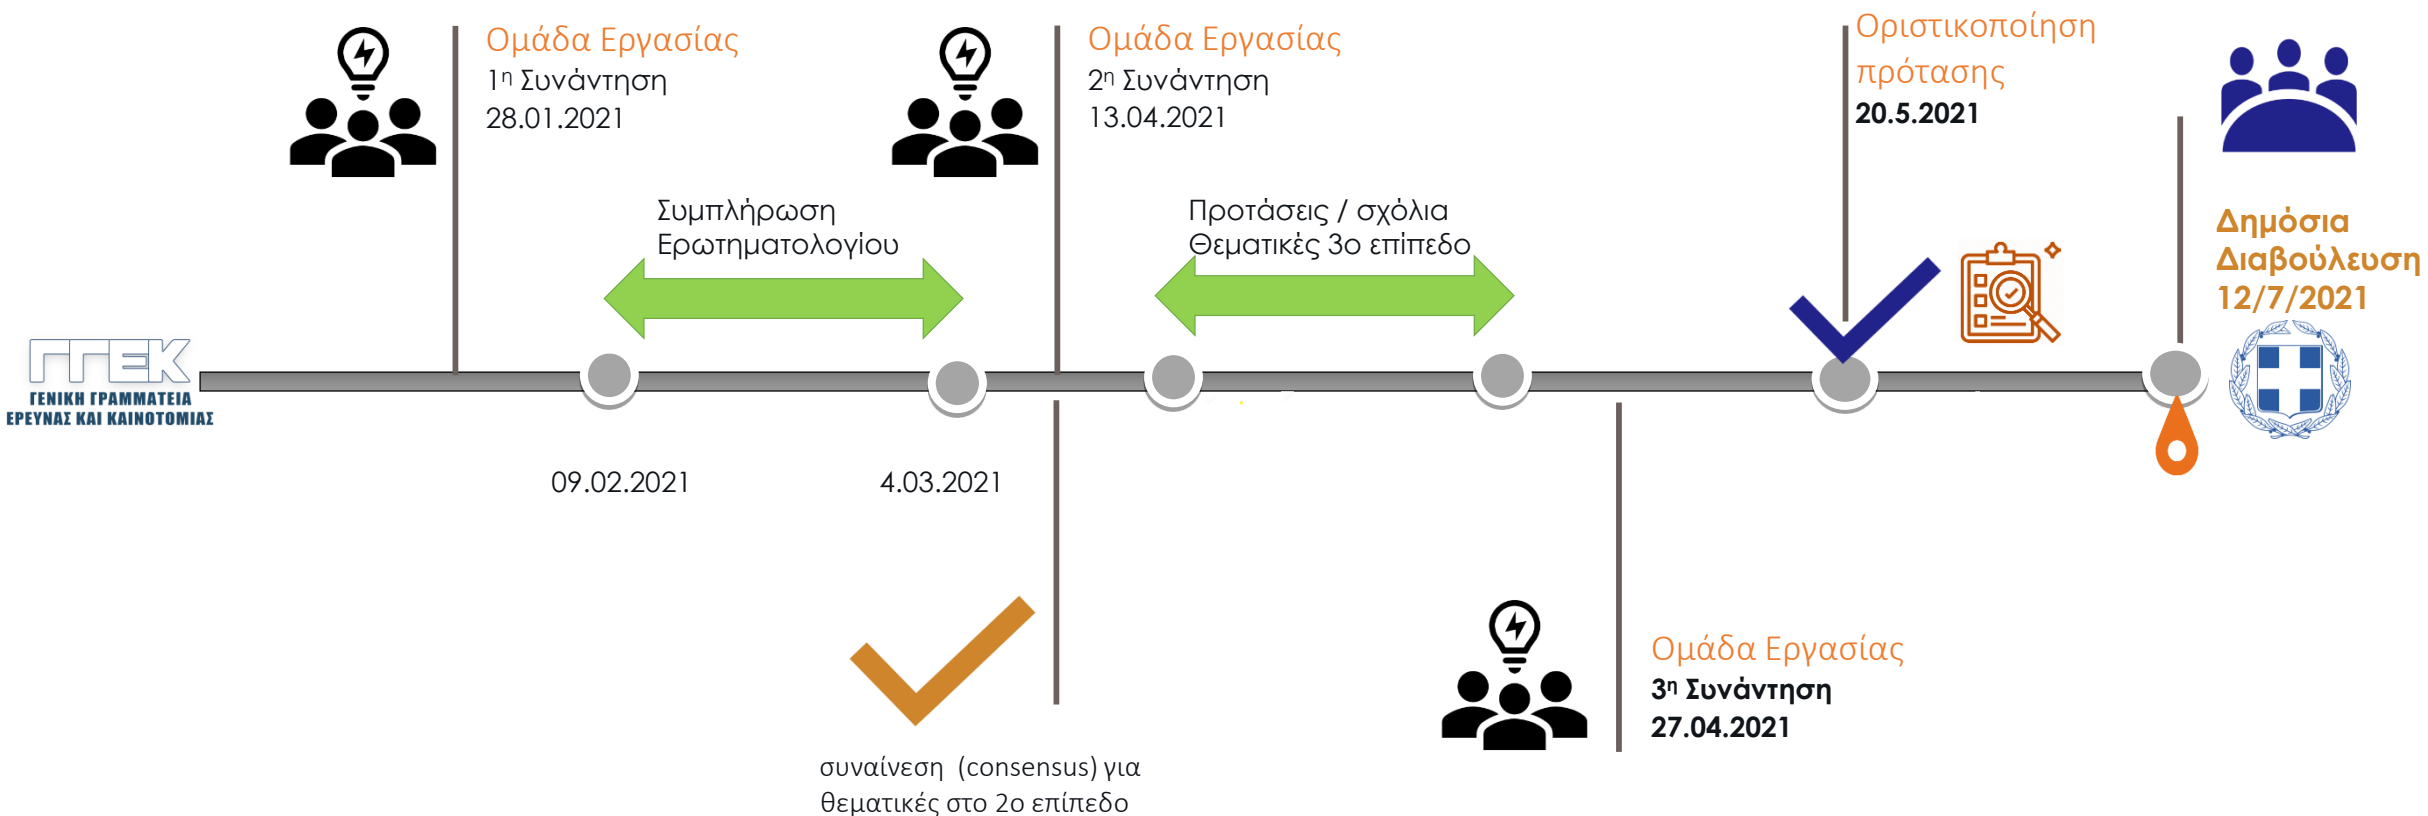 ΓΓΕΚ
ΓΕΝΙΚΗ ΓΡΑΜΜΑΤΕΙΑ
ΕΡΕΥΝΑΣ ΚΑΙ ΚΑΙΝΟΤΟΜΙΑΣ
Ομάδα Εργασίας
1η Συνάντηση
28.01.2021
Συμπλήρωση
Ερωτηματολογίου
09.02.2021
4.03.2021
Ομάδα Εργασίας
2η Συνάντηση
13.04.2021
συναίνεση (consensus) για
θεματικές στο 2ο επίπεδο
Προτάσεις / σχόλια
Θεματικές 3ο επίπεδο
Ομάδα Εργασίας
3η Συνάντηση
27.04.2021
Οριστικοποίηση
πρότασης
20.5.2021
Δημόσια
Διαβούλευση
12/7/2021